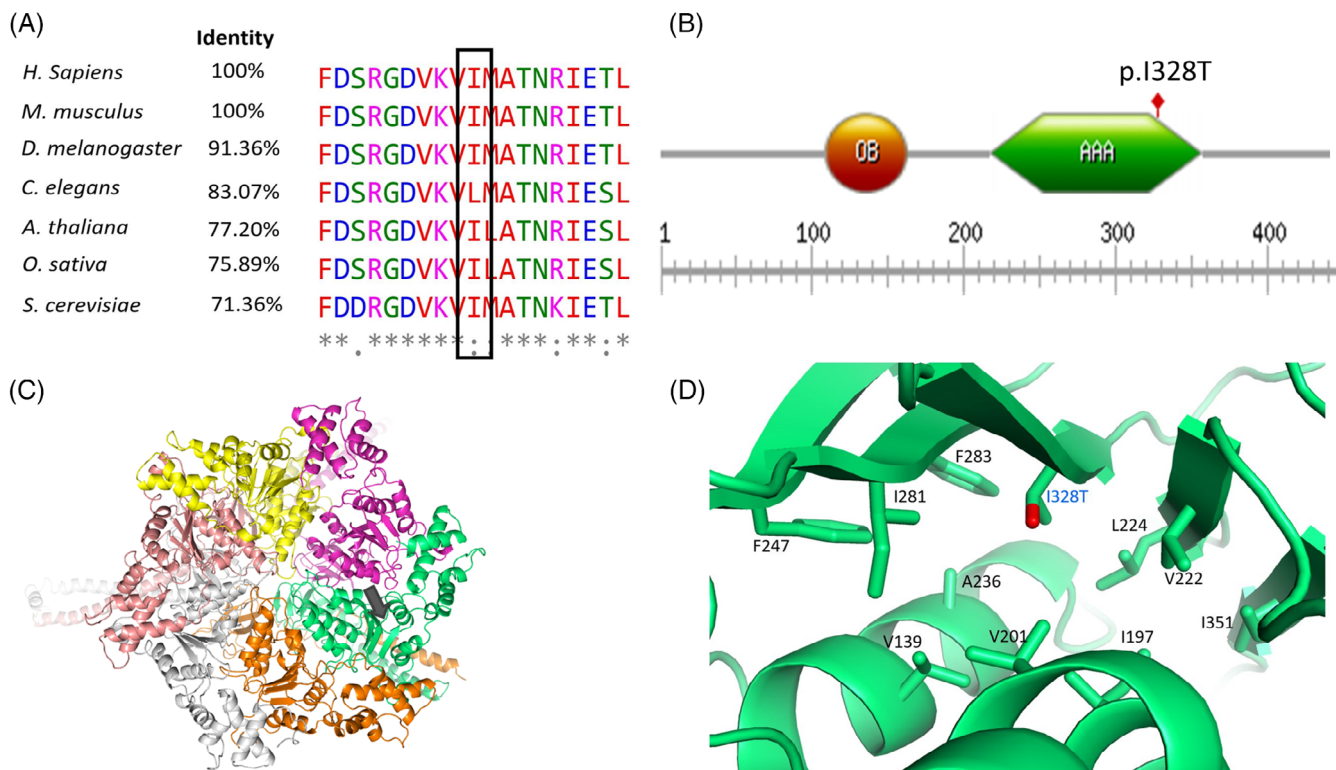 (A)
Identity
H. Sapiens 100% FDSRGDVKVIMATNRIETL
M. musculus 100% FDSRGDVKVIMATNRIETL
D. melanogaster 91.36% FDSRGDVKVIMATNRIETL
C. elegans 83.07% FDSRGDVKVLMATNRIESL
A. thaliana 77.20% FDSRGDVKVILATNRIESL
O. sativa 75.89% FDSRGDVKVILATNRIESL
S. cerevisiae 71.36% FDDRGDVKVIMATNKIETL
**.******:.***:**:*
(B)
p.I328T
OB AAA
1 100 200 300 400
(C)
(D)
F283
I281
I328T
F247
L224
V222
A236
I351
V139
V201
I197